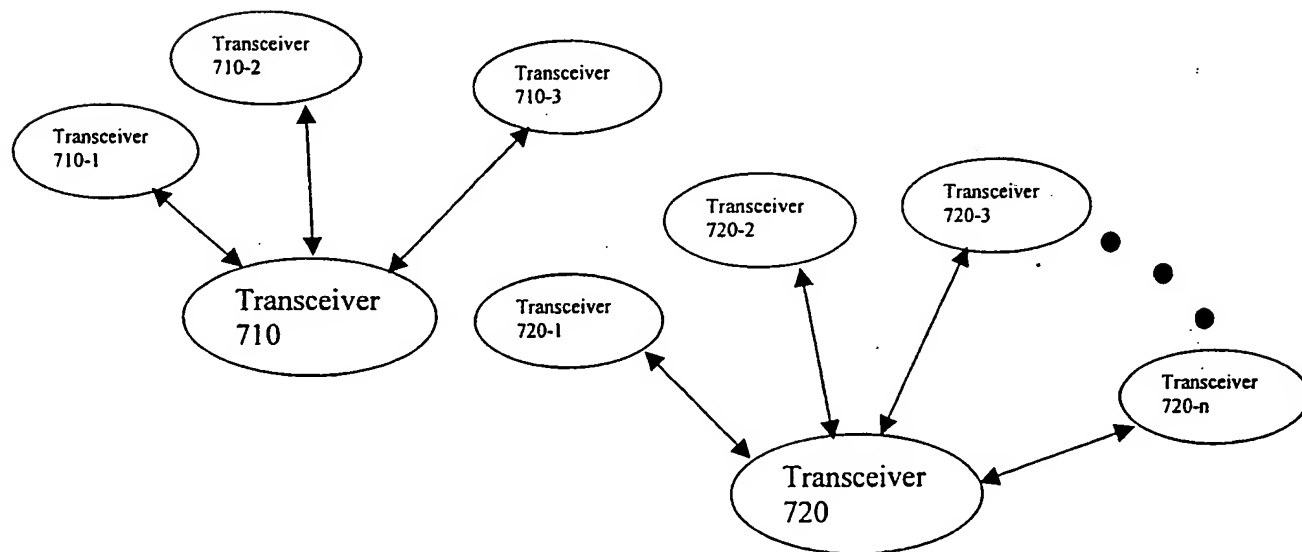 Transceiver
710-1
Transceiver
710-2
Transceiver
710-3
Transceiver
710
Transceiver
720-1
Transceiver
720-2
Transceiver
720-3
Transceiver
720-n
Transceiver
720